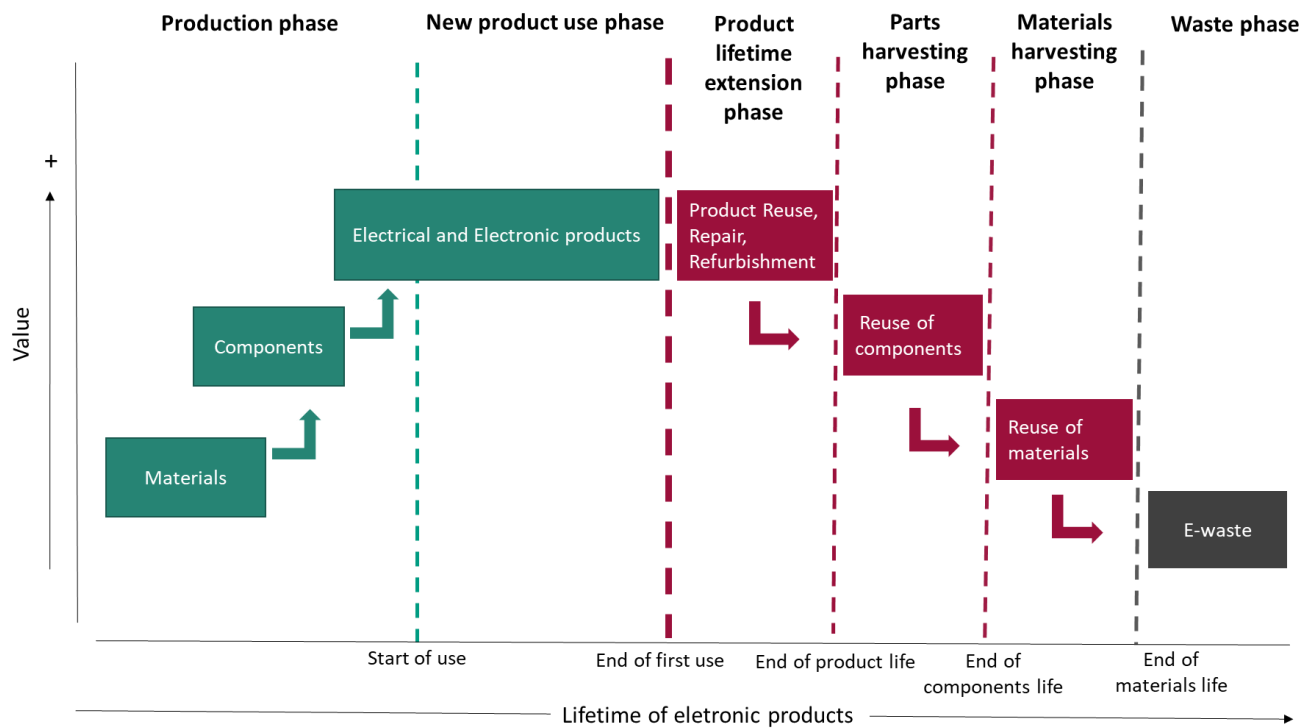 Production phase
New product use phase
Product
lifetime
extension
phase
Parts
harvesting
phase
Materials
harvesting
phase
Waste phase
+
Value
Electrical and Electronic products
Product Reuse,
Repair,
Refurbishment
Components
Reuse of
components
Materials
Reuse of
materials
E-waste
Start of use
End of first use
End of product life
End of
components life
End of
materials life
Lifetime of eletronic products